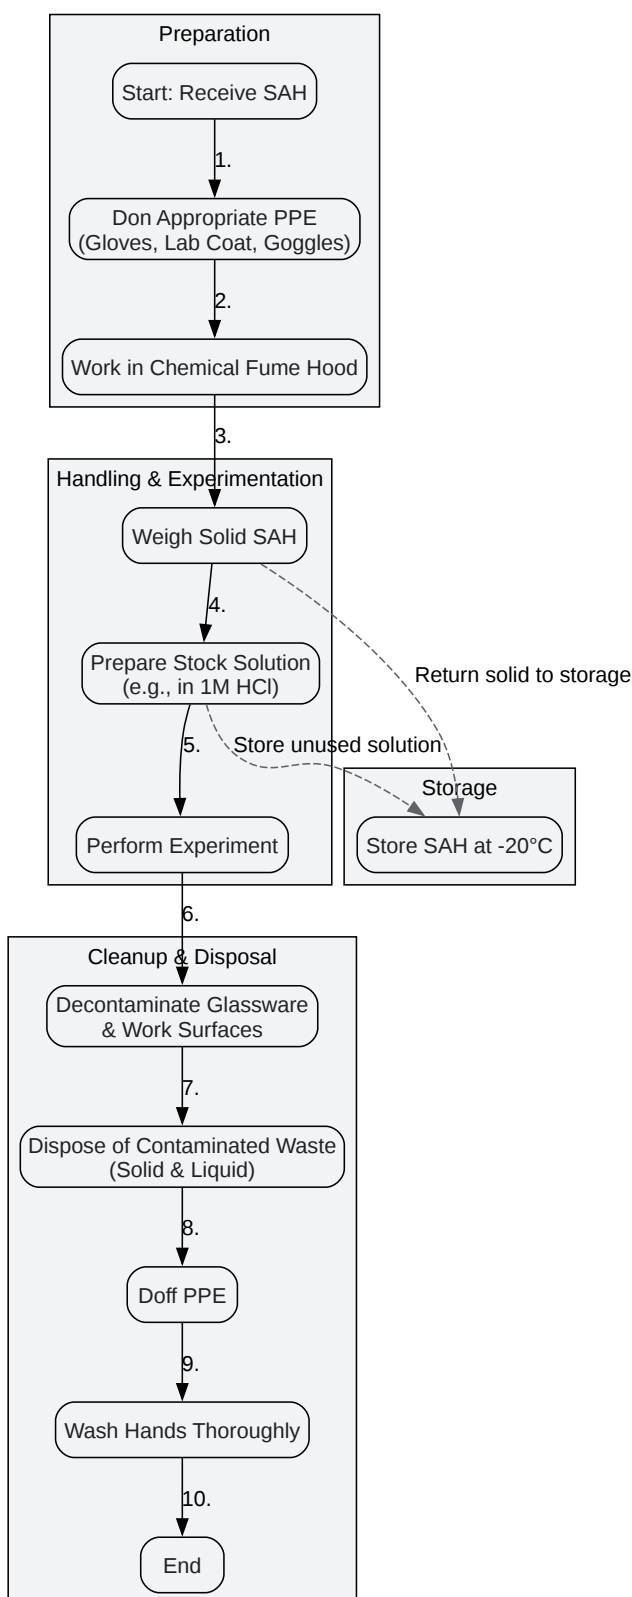 Preparation
Start: Receive SAH
1.
Don Appropriate PPE
(Gloves, Lab Coat, Goggles)
2.
Work in Chemical Fume Hood
3.
Handling & Experimentation
Weigh Solid SAH
4.
Prepare Stock Solution
(e.g., in 1M HCl)
Return solid to storage
5.
Store unused solution
Storage
Perform Experiment
Store SAH at -20°C
6.
Cleanup & Disposal
Decontaminate Glassware
& Work Surfaces
7.
Dispose of Contaminated Waste
(Solid & Liquid)
8.
Doff PPE
9.
Wash Hands Thoroughly
10.
End